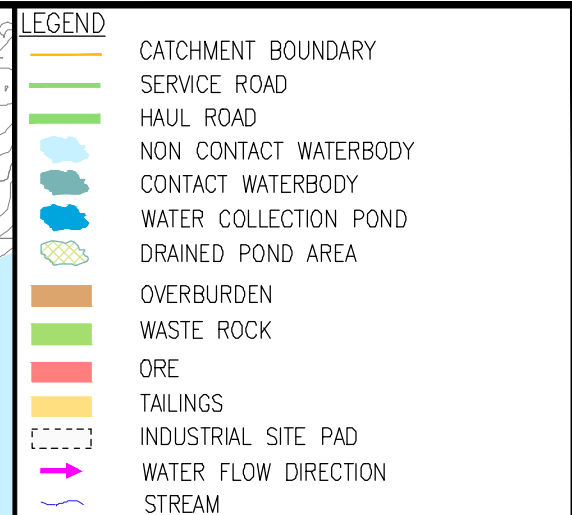 LEGEND
CATCHMENT BOUNDARY
SERVICE ROAD
HAUL ROAD
NON CONTACT WATERBODY
CONTACT WATERBODY
WATER COLLECTION POND
DRAINED POND AREA
OVERBURDEN
WASTE ROCK
ORE
TAILINGS
INDUSTRIAL SITE PAD
WATER FLOW DIRECTION
STREAM